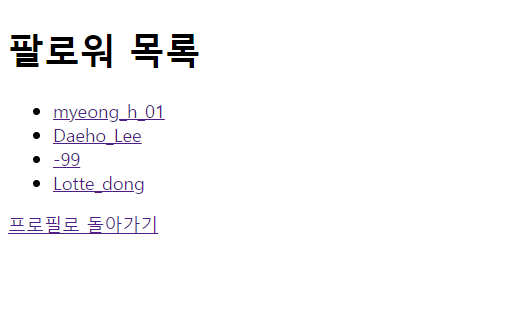 팔로워 목록
myeong_h_01
Daeho_Lee
-99
Lotte_dong
프로필로 돌아가기